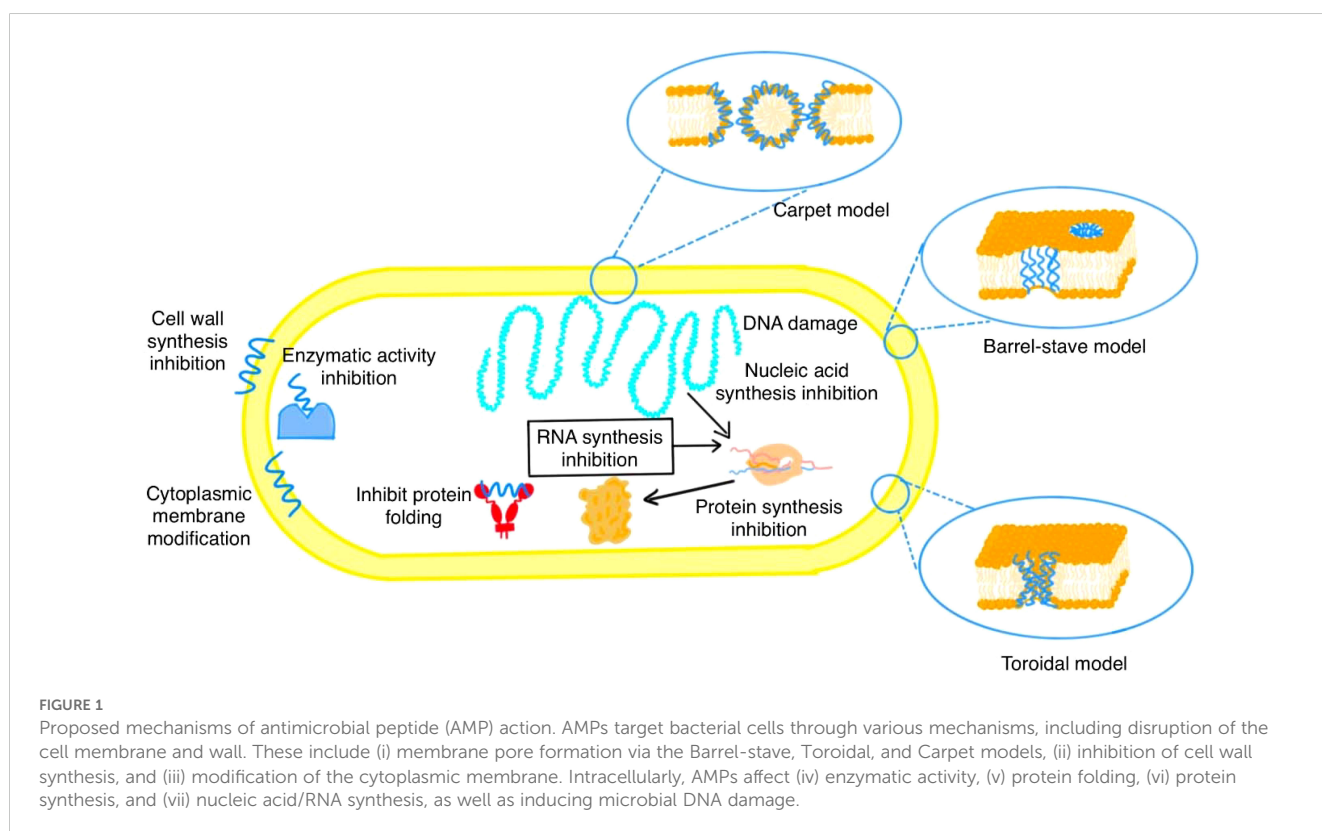 Carpet model
Barrel-stave model
Toroidal model
Cell wall
synthesis
inhibition
Enzymatic activity
inhibition
DNA damage
Nucleic acid
synthesis inhibition
RNA synthesis
inhibition
Cytoplasmic
membrane
modification
Inhibit protein
folding
Protein synthesis
inhibition
FIGURE 1
Proposed mechanisms of antimicrobial peptide (AMP) action. AMPs target bacterial cells through various mechanisms, including disruption of the
cell membrane and wall. These include (i) membrane pore formation via the Barrel-stave, Toroidal, and Carpet models, (ii) inhibition of cell wall
synthesis, and (iii) modification of the cytoplasmic membrane. Intracellularly, AMPs affect (iv) enzymatic activity, (v) protein folding, (vi) protein
synthesis, and (vii) nucleic acid/RNA synthesis, as well as inducing microbial DNA damage.